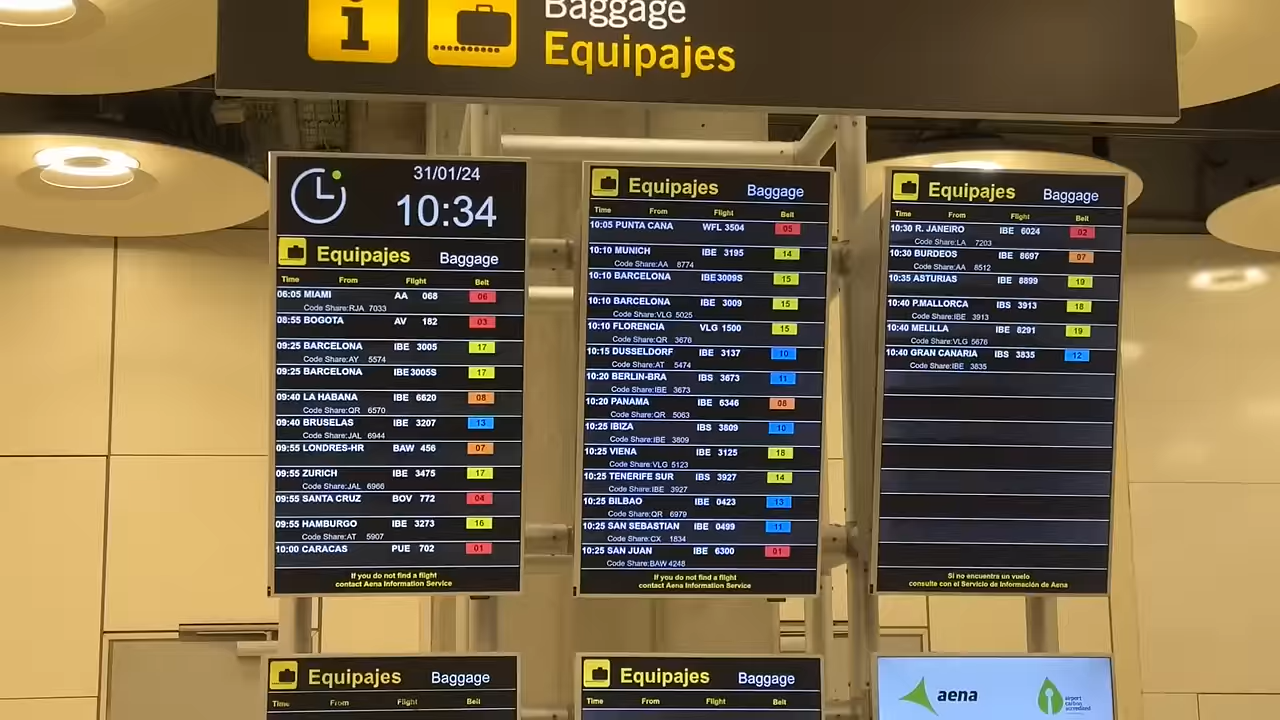 i
Baggage
Equipajes
31/01/24
10:34
Equipajes Baggage
Time From Flight Belt
06:05 MIAMI AA 068 06
Code Share:RJA 7033
08:55 BOGOTA AV 182 03
09:25 BARCELONA IBE 3005 17
Code Share:AY 5574
09:25 BARCELONA IBE 3005S 17
09:40 LA HABANA IBE 6620 08
Code Share:QR 6570
09:40 BRUSELAS IBE 3207 13
Code Share:JAL 6944
09:55 LONDRES-HR BAW 456 07
09:55 ZURICH IBE 3475 17
Code Share:JAL 6966
09:55 SANTA CRUZ BOV 772 04
09:55 HAMBURGO IBE 3273 16
Code Share:AT 5907
10:00 CARACAS PUE 702 01
If you do not find a flight
contact Aena Information Service
Equipajes Baggage
Time From Flight Belt
10:05 PUNTA CANA WFL 3504 05
10:10 MUNICH IBE 3195 14
Code Share:AA 8774
10:10 BARCELONA IBE 3009S 15
10:10 BARCELONA IBE 3009 15
Code Share:VLG 5025
10:10 FLORENCIA VLG 1500 15
Code Share:QR 3676
10:15 DUSSELDORF IBE 3137 10
Code Share:AT 5474
10:20 BERLIN-BRA IBS 3673 11
Code Share:IBE 3673
10:20 PANAMA IBE 6346 08
Code Share:QR 5063
10:25 IBIZA IBS 3809 10
Code Share:IBE 3809
10:25 VIENA IBE 3125 18
Code Share:VLG 5123
10:25 TENERIFE SUR IBS 3927 14
Code Share:IBE 3927
10:25 BILBAO IBE 0423 13
Code Share:QR 6979
10:25 SAN SEBASTIAN IBE 0499 11
Code Share:CX 1834
10:25 SAN JUAN IBE 6300 01
Code Share:BAW 4248
If you do not find a flight
contact Aena Information Service
Equipajes Baggage
Time From Flight Belt
10:30 R. JANEIRO IBE 6024 02
Code Share:LA 7203
10:30 BURDEOS IBE 8697 07
Code Share:AA 8512
10:35 ASTURIAS IBE 8899 19
10:40 P.MALLORCA IBS 3913 18
Code Share:IBE 3913
10:40 MELILLA IBE 8291 19
Code Share:VLG 5676
10:40 GRAN CANARIA IBS 3835 12
Code Share:IBE 3835
Si no encuentra un vuelo
consulte con el Servicio de Información de Aena
Equipajes Baggage
Time From Flight Belt
Equipajes Baggage
Time From Flight Belt
aena
airport
carbon
accredited